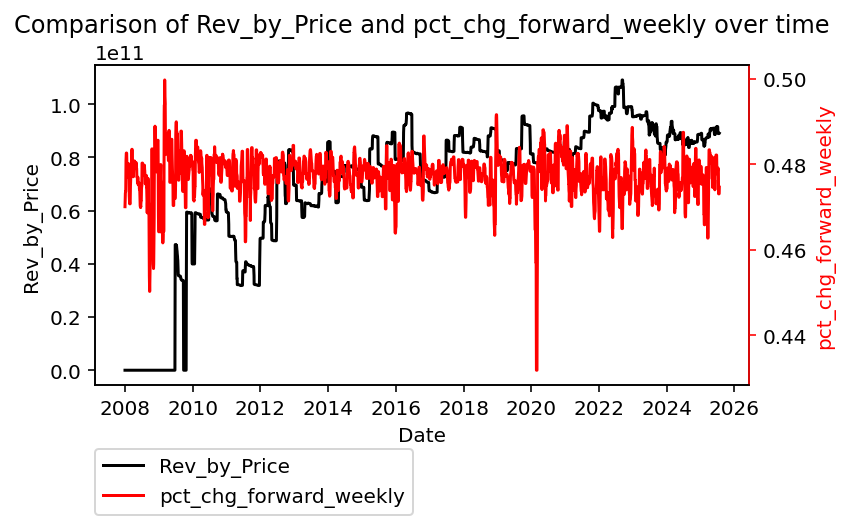 Comparison of Rev_by_Price and pct_chg_forward_weekly over time
1e11
1.0
0.8
0.6
0.4
0.2
0.0
Rev_by_Price
0.50
0.48
0.46
0.44
pct_chg_forward_weekly
2008 2010 2012 2014 2016 2018 2020 2022 2024 2026
Date
Rev_by_Price
pct_chg_forward_weekly